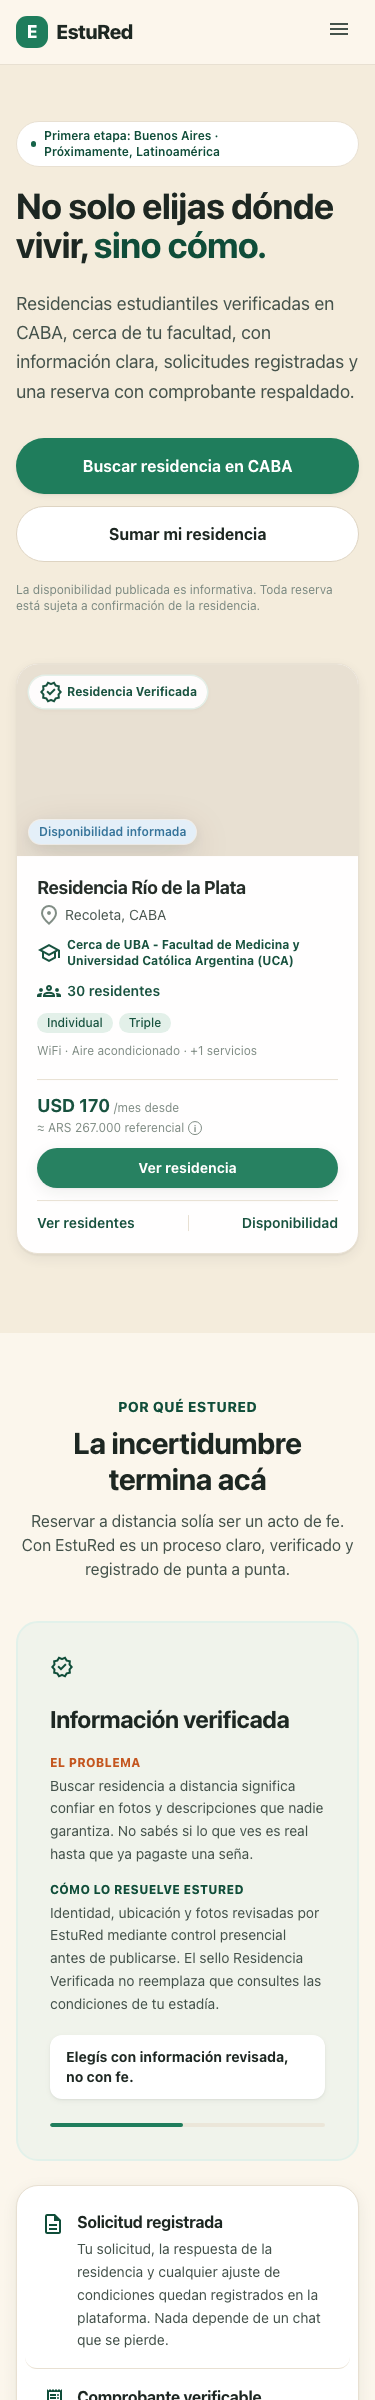 E EstuRed
Primera etapa: Buenos Aires ·
Próximamente, Latinoamérica
No solo elijas dónde
vivir, sino cómo.
Residencias estudiantiles verificadas en
CABA, cerca de tu facultad, con
información clara, solicitudes registradas y
una reserva con comprobante respaldado.
Buscar residencia en CABA
Sumar mi residencia
La disponibilidad publicada es informativa. Toda reserva
está sujeta a confirmación de la residencia.
Residencia Verificada
Disponibilidad informada
Residencia Río de la Plata
Recoleta, CABA
Cerca de UBA - Facultad de Medicina y
Universidad Católica Argentina (UCA)
30 residentes
Individual Triple
WiFi · Aire acondicionado · +1 servicios
USD 170 /mes desde
≈ ARS 267.000 referencial
Ver residencia
Ver residentes Disponibilidad
POR QUÉ ESTURED
La incertidumbre
termina acá
Reservar a distancia solía ser un acto de fe.
Con EstuRed es un proceso claro, verificado y
registrado de punta a punta.
Información verificada
EL PROBLEMA
Buscar residencia a distancia significa
confiar en fotos y descripciones que nadie
garantiza. No sabés si lo que ves es real
hasta que ya pagaste una seña.
CÓMO LO RESUELVE ESTURED
Identidad, ubicación y fotos revisadas por
EstuRed mediante control presencial
antes de publicarse. El sello Residencia
Verificada no reemplaza que consultes las
condiciones de tu estadía.
Elegís con información revisada,
no con fe.
Solicitud registrada
Tu solicitud, la respuesta de la
residencia y cualquier ajuste de
condiciones quedan registrados en la
plataforma. Nada depende de un chat
que se pierde.
Comprobante verificable